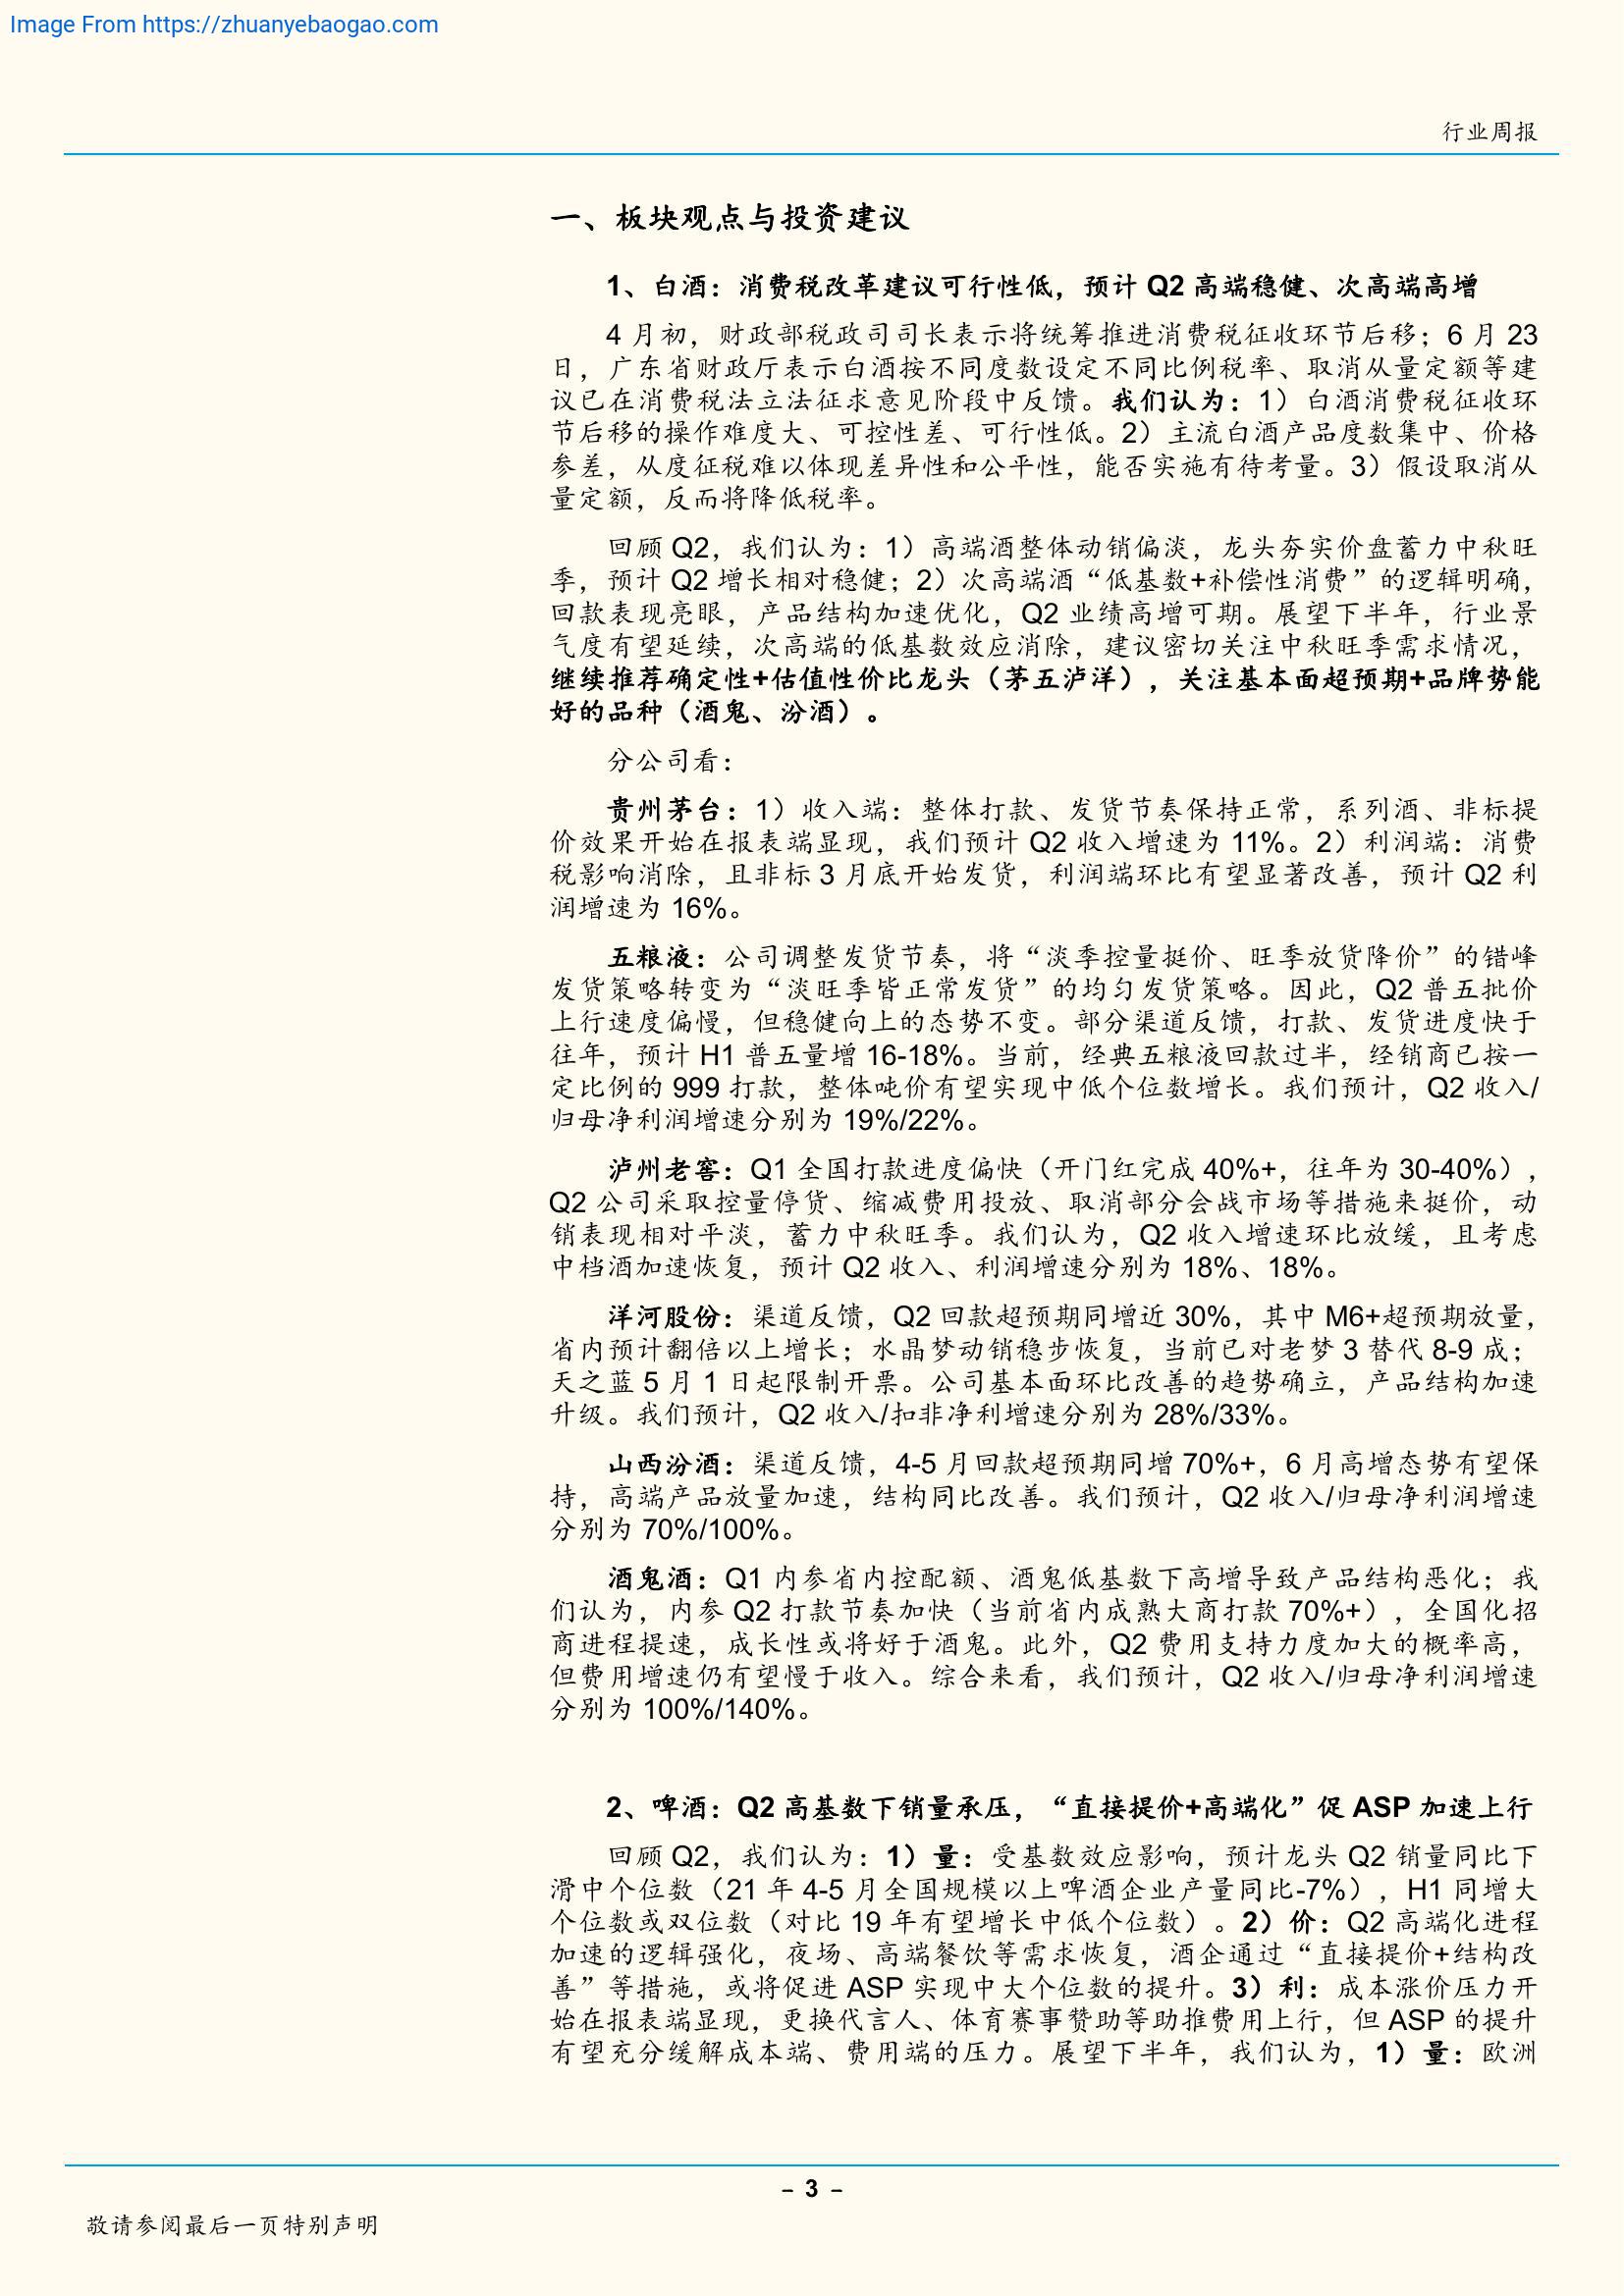 Image From https://zhuanyebaogao.com
行业周报
一、板块观点与投资建议
1、白酒：消费税改革建议可行性低，预计 Q2 高端稳健、次高端高增
4 月初，财政部税政司司长表示将统筹推进消费税征收环节后移；6 月 23
日，广东省财政厅表示白酒按不同度数设定不同比例税率、取消从量定额等建
议已在消费税法立法征求意见阶段中反馈。我们认为：1）白酒消费税征收环
节后移的操作难度大、可控性差、可行性低。2）主流白酒产品度数集中、价格
参差，从度征税难以体现差异性和公平性，能否实施有待考量。3）假设取消从
量定额，反而将降低税率。
回顾 Q2，我们认为：1）高端酒整体动销偏淡，龙头夯实价盘蓄力中秋旺
季，预计 Q2 增长相对稳健；2）次高端酒“低基数+补偿性消费”的逻辑明确，
回款表现亮眼，产品结构加速优化，Q2 业绩高增可期。展望下半年，行业景
气度有望延续，次高端的低基数效应消除，建议密切关注中秋旺季需求情况，
继续推荐确定性+估值性价比龙头（茅五泸洋），关注基本面超预期+品牌势能
好的品种（酒鬼、汾酒）。
分公司看：
贵州茅台：1）收入端：整体打款、发货节奏保持正常，系列酒、非标提
价效果开始在报表端显现，我们预计 Q2 收入增速为 11%。2）利润端：消费
税影响消除，且非标 3 月底开始发货，利润端环比有望显著改善，预计 Q2 利
润增速为 16%。
五粮液：公司调整发货节奏，将“淡季控量挺价、旺季放货降价”的错峰
发货策略转变为“淡旺季皆正常发货”的均匀发货策略。因此，Q2 普五批价
上行速度偏慢，但稳健向上的态势不变。部分渠道反馈，打款、发货进度快于
往年，预计 H1 普五量增 16-18%。当前，经典五粮液回款过半，经销商已按一
定比例的 999 打款，整体吨价有望实现中低个位数增长。我们预计，Q2 收入/
归母净利润增速分别为 19%/22%。
泸州老窖：Q1 全国打款进度偏快（开门红完成 40%+，往年为 30-40%），
Q2 公司采取控量停货、缩减费用投放、取消部分会战市场等措施来挺价，动
销表现相对平淡，蓄力中秋旺季。我们认为，Q2 收入增速环比放缓，且考虑
中档酒加速恢复，预计 Q2 收入、利润增速分别为 18%、18%。
洋河股份：渠道反馈，Q2 回款超预期同增近 30%，其中 M6+超预期放量，
省内预计翻倍以上增长；水晶梦动销稳步恢复，当前已对老梦 3 替代 8-9 成；
天之蓝 5 月 1 日起限制开票。公司基本面环比改善的趋势确立，产品结构加速
升级。我们预计，Q2 收入/扣非净利增速分别为 28%/33%。
山西汾酒：渠道反馈，4-5 月回款超预期同增 70%+，6 月高增态势有望保
持，高端产品放量加速，结构同比改善。我们预计，Q2 收入/归母净利润增速
分别为 70%/100%。
酒鬼酒：Q1 内参省内控配额、酒鬼低基数下高增导致产品结构恶化；我
们认为，内参 Q2 打款节奏加快（当前省内成熟大商打款 70%+），全国化招
商进程提速，成长性或将好于酒鬼。此外，Q2 费用支持力度加大的概率高，
但费用增速仍有望慢于收入。综合来看，我们预计，Q2 收入/归母净利润增速
分别为 100%/140%。
2、啤酒：Q2 高基数下销量承压，“直接提价+高端化”促 ASP 加速上行
回顾 Q2，我们认为：1）量：受基数效应影响，预计龙头 Q2 销量同比下
滑中个位数（21 年 4-5 月全国规模以上啤酒企业产量同比-7%），H1 同增大
个位数或双位数（对比 19 年有望增长中低个位数）。2）价：Q2 高端化进程
加速的逻辑强化，夜场、高端餐饮等需求恢复，酒企通过“直接提价+结构改
善”等措施，或将促进 ASP 实现中大个位数的提升。3）利：成本涨价压力开
始在报表端显现，更换代言人、体育赛事赞助等助推费用上行，但 ASP 的提升
有望充分缓解成本端、费用端的压力。展望下半年，我们认为，1）量：欧洲
- 3 -
敬请参阅最后一页特别声明